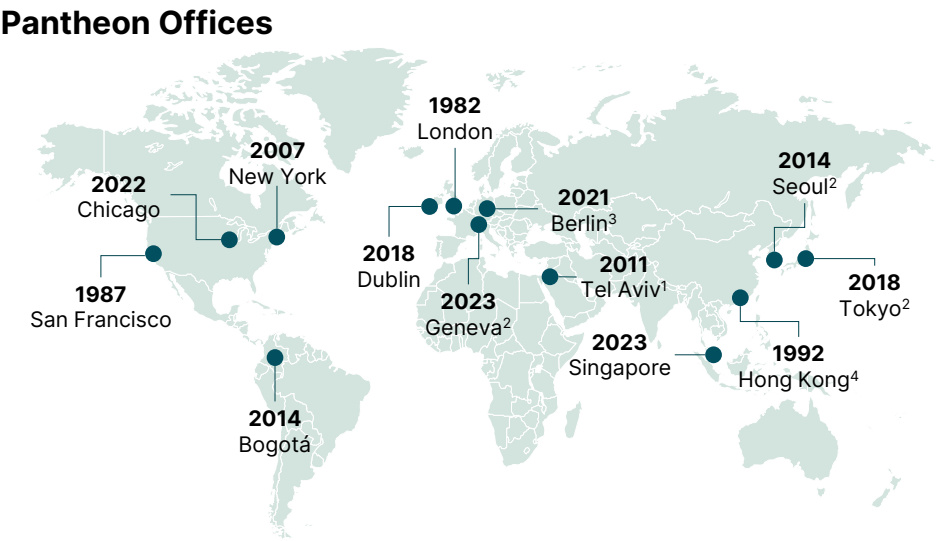 Pantheon Offices
1982
London
2007
New York
2022
Chicago
2014
Seoul²
2021
Berlin³
2018
Dublin
2011
Tel Aviv¹
2018
Tokyo²
1987
San Francisco
2023
Geneva²
2023
Singapore
1992
Hong Kong⁴
2014
Bogotá